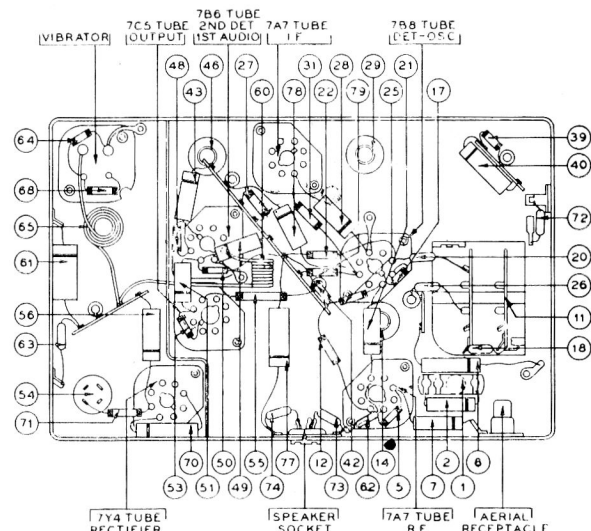 7B6 TUBE
7C5 TUBE 2ND DET 7A7 TUBE 7B8 TUBE
VIBRATOR OUTPUT 1ST AUDIO I F DET-OSC
48 46 27 60 31 28 29 21
43 78 22 79 25 17
64 39
40
68
72
65
61 20
26
56 11
63 18
54
71
70 50 55 77 12 42 14 2 8
53 51 49 74 73 62 5 7 1
7Y4 TUBE SPEAKER 7A7 TUBE AERIAL
RECTIFIER SOCKET R F RECEPTACLE